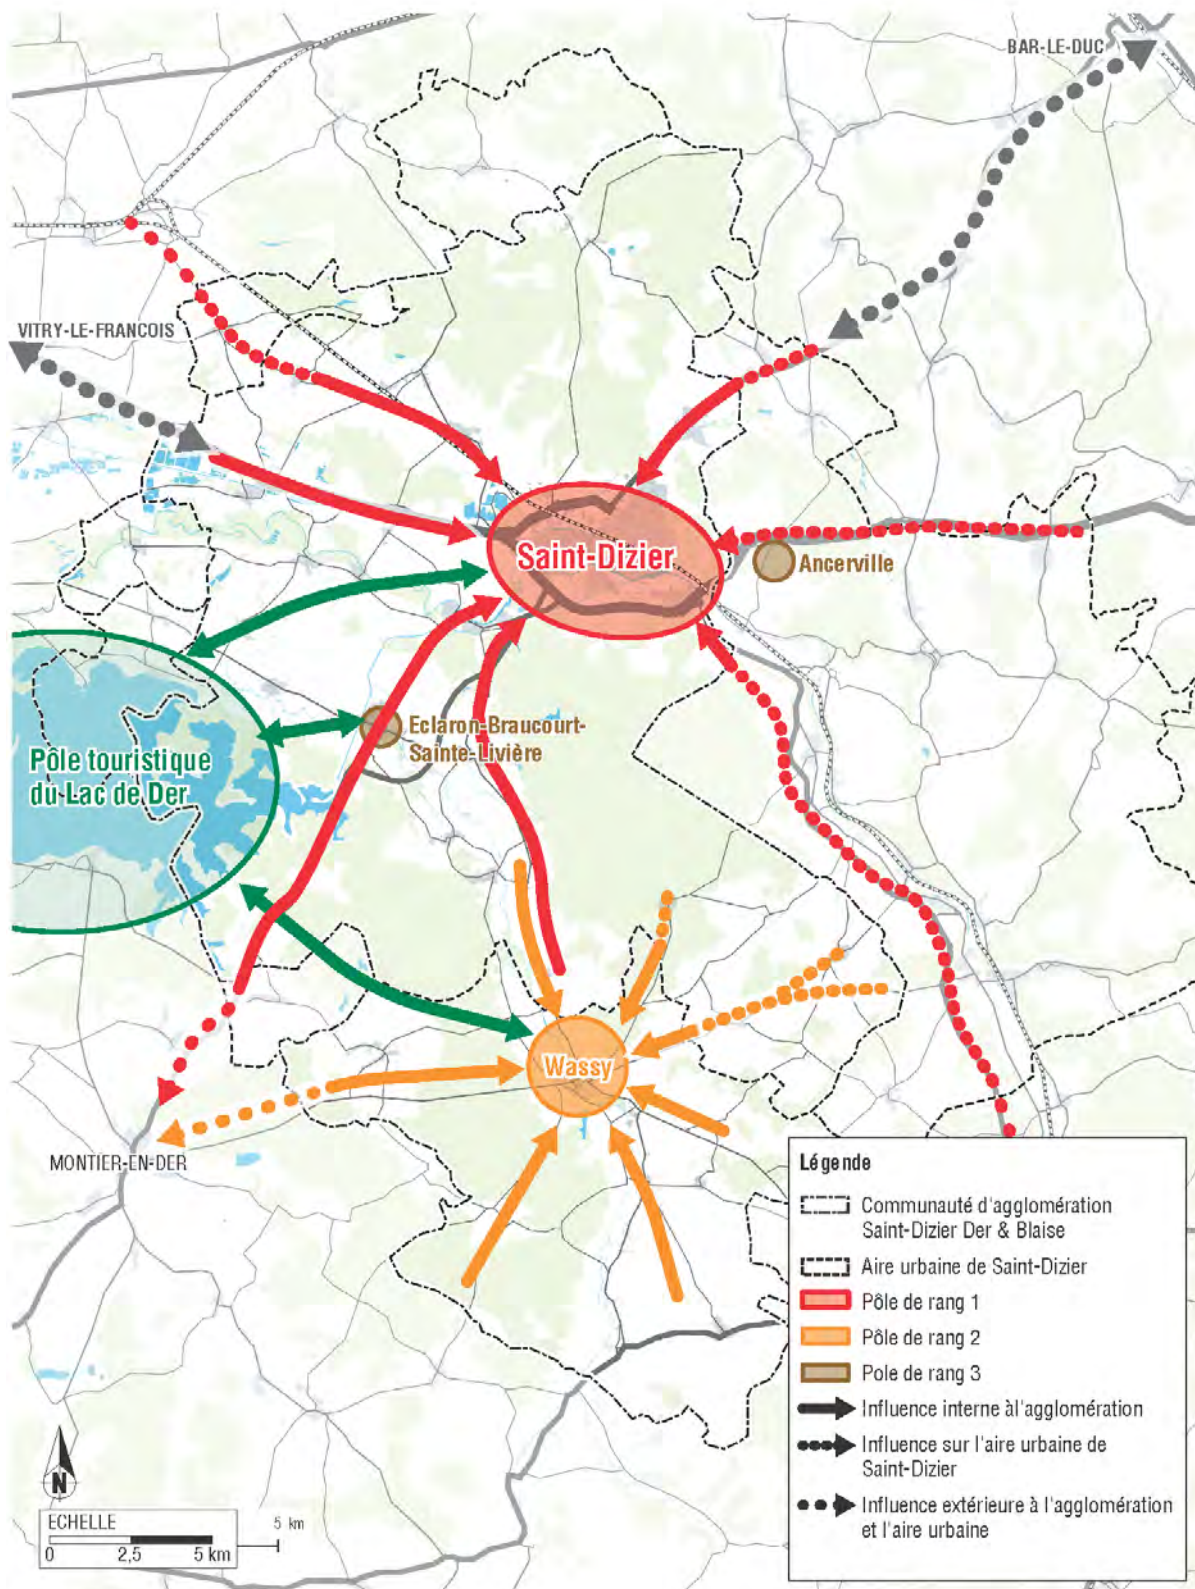 BAR-LE-DUC
VITRY-LE-FRANCOIS
Saint-Dizier
Ancerville
Eclaron-Braucourt-
Sainte-Livière
Pôle touristique
du Lac de Der
Wassy
MONTIER-EN-DER
Légende
Communauté d'agglomération
Saint-Dizier Der & Blaise
Aire urbaine de Saint-Dizier
Pôle de rang 1
Pôle de rang 2
Pole de rang 3
Influence interne àl'agglomération
Influence sur l'aire urbaine de
Saint-Dizier
Influence extérieure à l'agglomération
et l'aire urbaine
N
ECHELLE
0 2,5 5 km
5 km